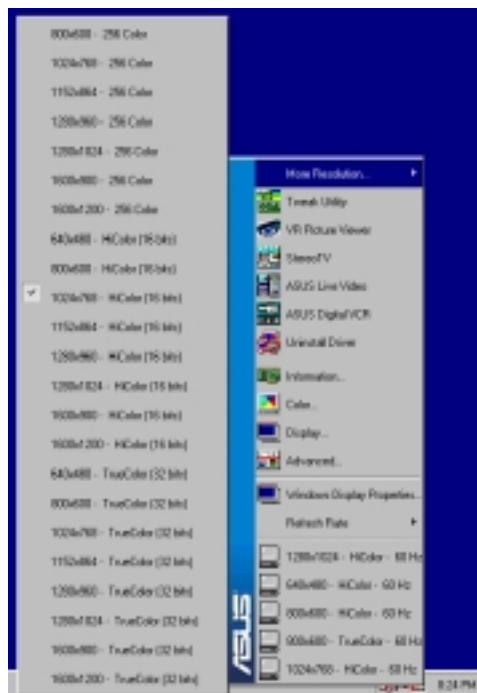 800x600 - 256 Color
1024x768 - 256 Color
1152x864 - 256 Color
1280x960 - 256 Color
1280x1024 - 256 Color
1600x900 - 256 Color
1600x1200 - 256 Color
640x480 - HiColor (16 bits)
800x600 - HiColor (16 bits)
1024x768 - HiColor (16 bits)
1152x864 - HiColor (16 bits)
1280x960 - HiColor (16 bits)
1280x1024 - HiColor (16 bits)
1600x900 - HiColor (16 bits)
1600x1200 - HiColor (16 bits)
640x480 - TrueColor (32 bits)
800x600 - TrueColor (32 bits)
1024x768 - TrueColor (32 bits)
1152x864 - TrueColor (32 bits)
1280x960 - TrueColor (32 bits)
1280x1024 - TrueColor (32 bits)
1600x900 - TrueColor (32 bits)
1600x1200 - TrueColor (32 bits)
More Resolution...
Tweak Utility
VR Picture Viewer
StereoTV
ASUS Live Video
ASUS Digital VCR
Uninstall Driver
Information...
Color...
Display...
Advanced...
Windows Display Properties...
Refresh Rate
1280x1024 - HiColor - 60 Hz
640x480 - HiColor - 60 Hz
800x600 - HiColor - 60 Hz
800x600 - TrueColor - 60 Hz
1024x768 - HiColor - 60 Hz
ASUS
8:24 PM